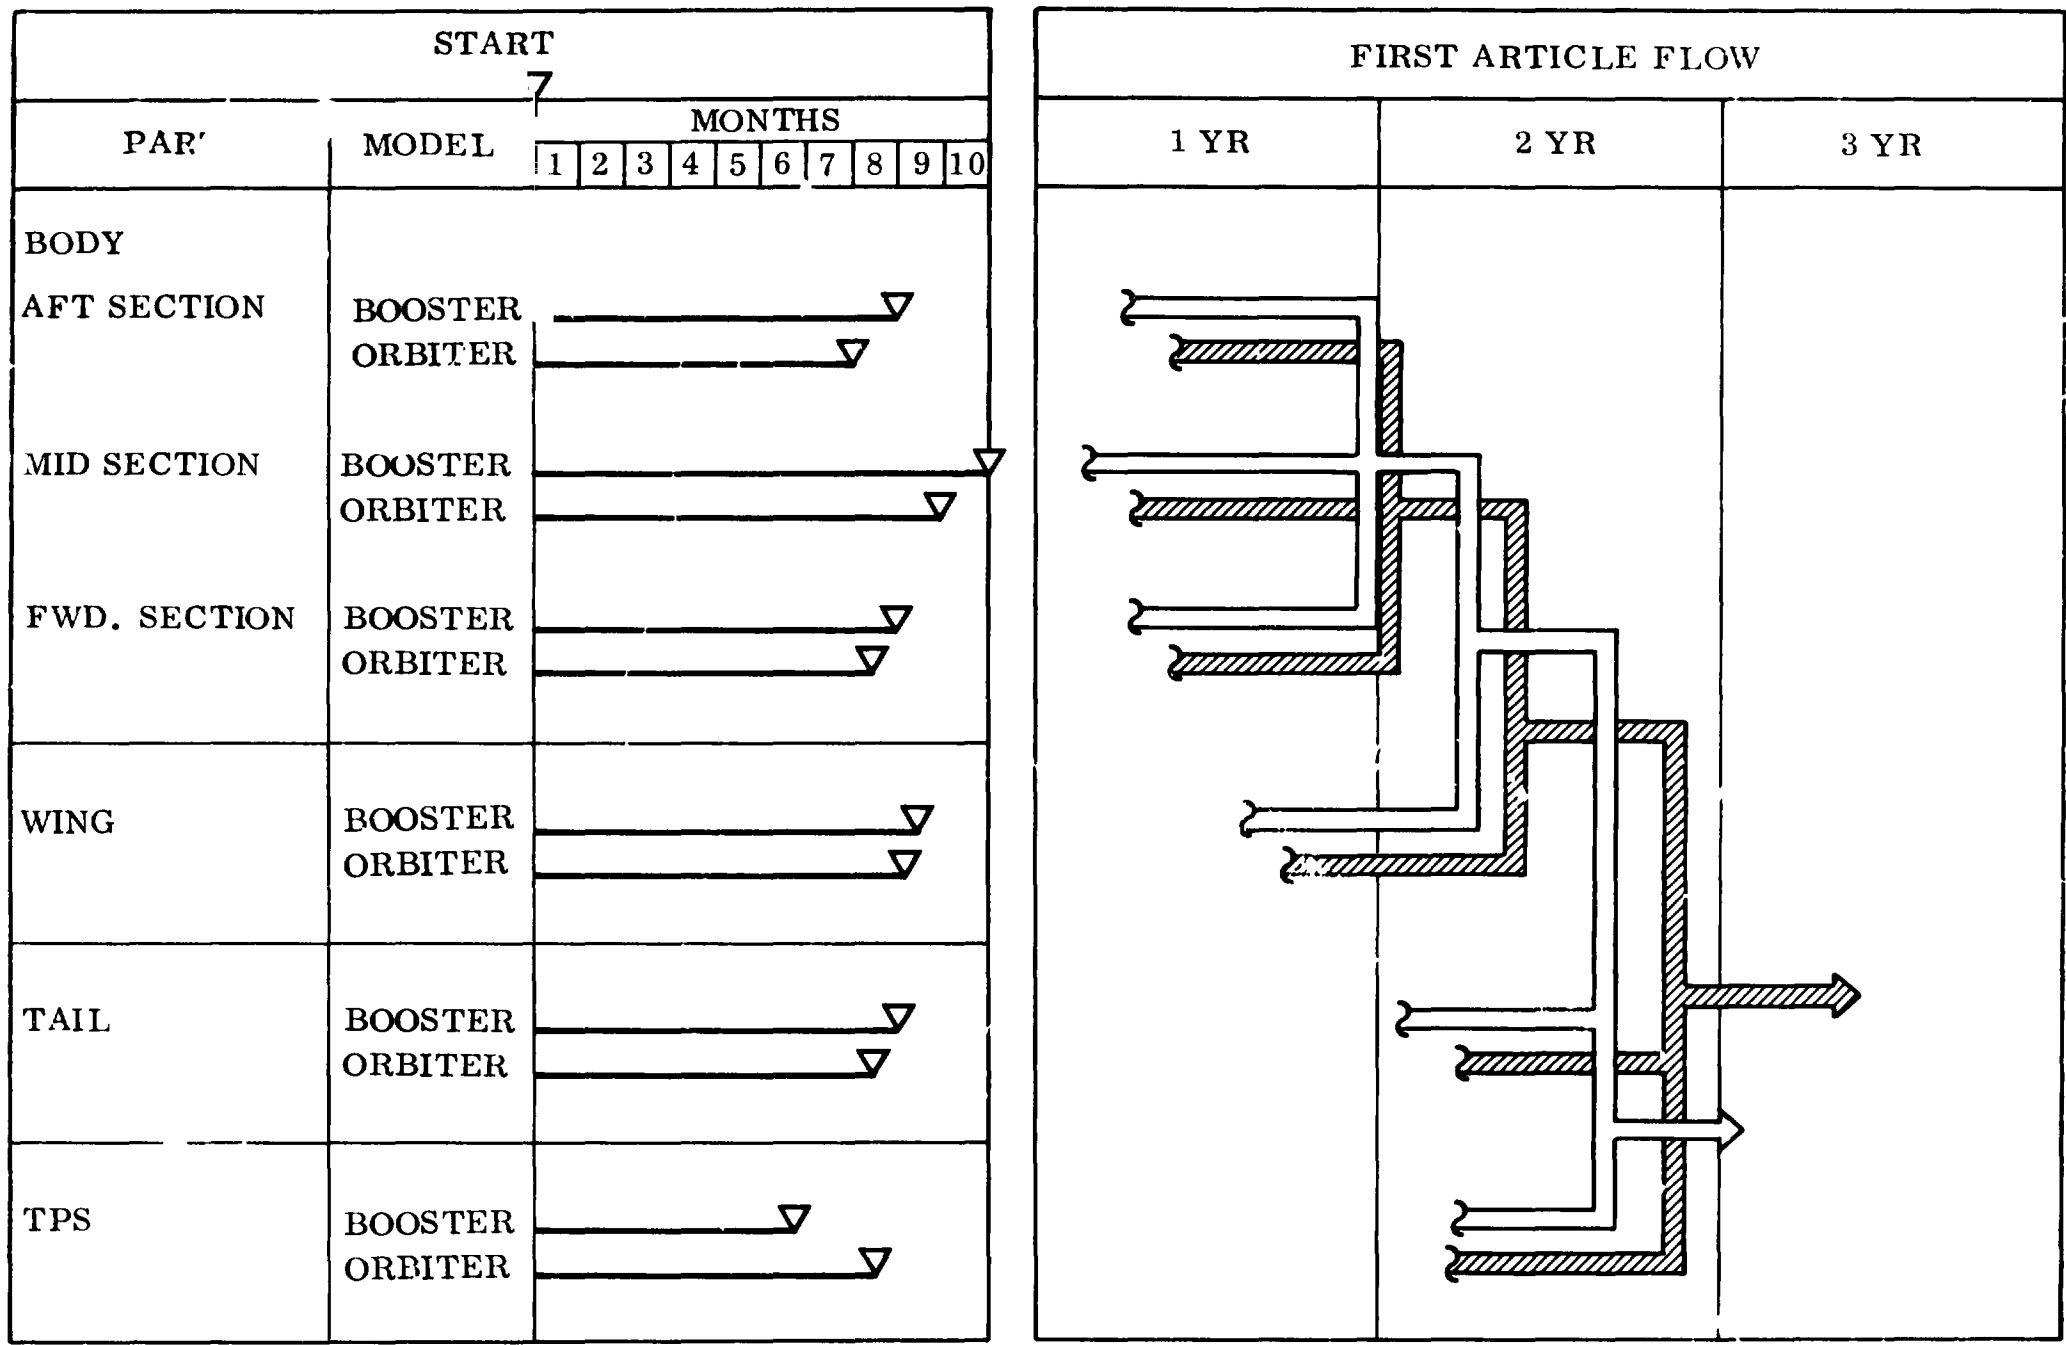 START
PAR'
MODEL
MONTHS
1 2 3 4 5 6 7 8 9 10
BODY
AFT SECTION BOOSTER
ORBITER
MID SECTION BOOSTER
ORBITER
FWD. SECTION BOOSTER
ORBITER
WING BOOSTER
ORBITER
TAIL BOOSTER
ORBITER
TPS BOOSTER
ORBITER
FIRST ARTICLE FLOW
1 YR 2 YR 3 YR